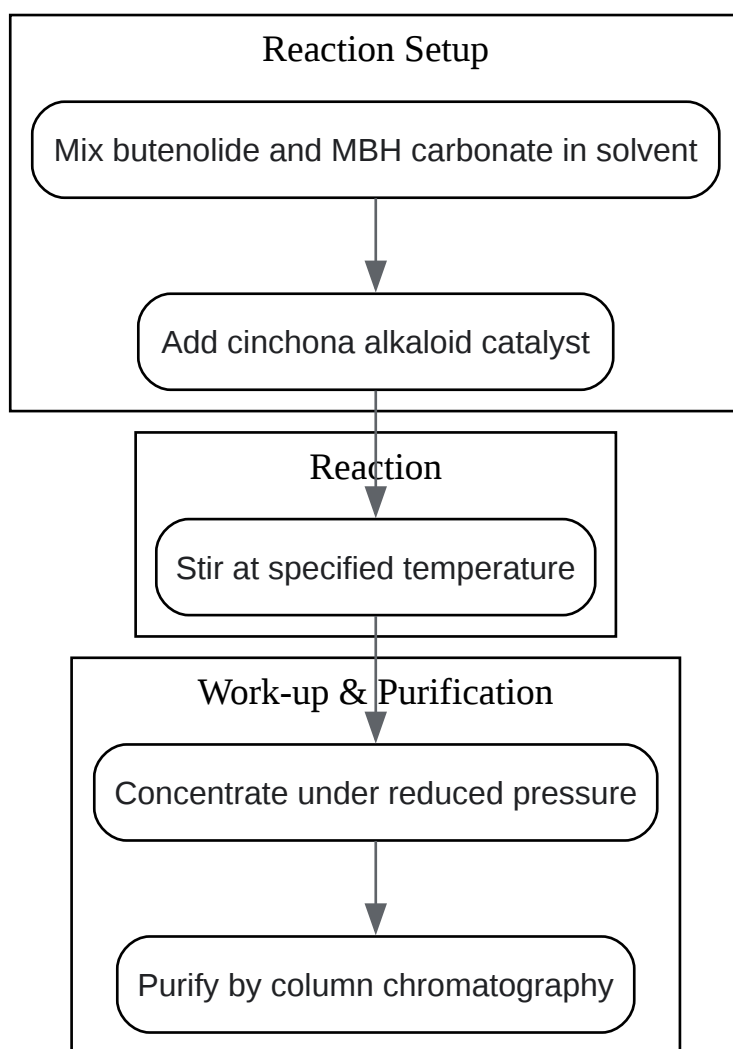 Reaction Setup
Mix butenolide and MBH carbonate in solvent
Add cinchona alkaloid catalyst
Reaction
Stir at specified temperature
Work-up & Purification
Concentrate under reduced pressure
Purify by column chromatography